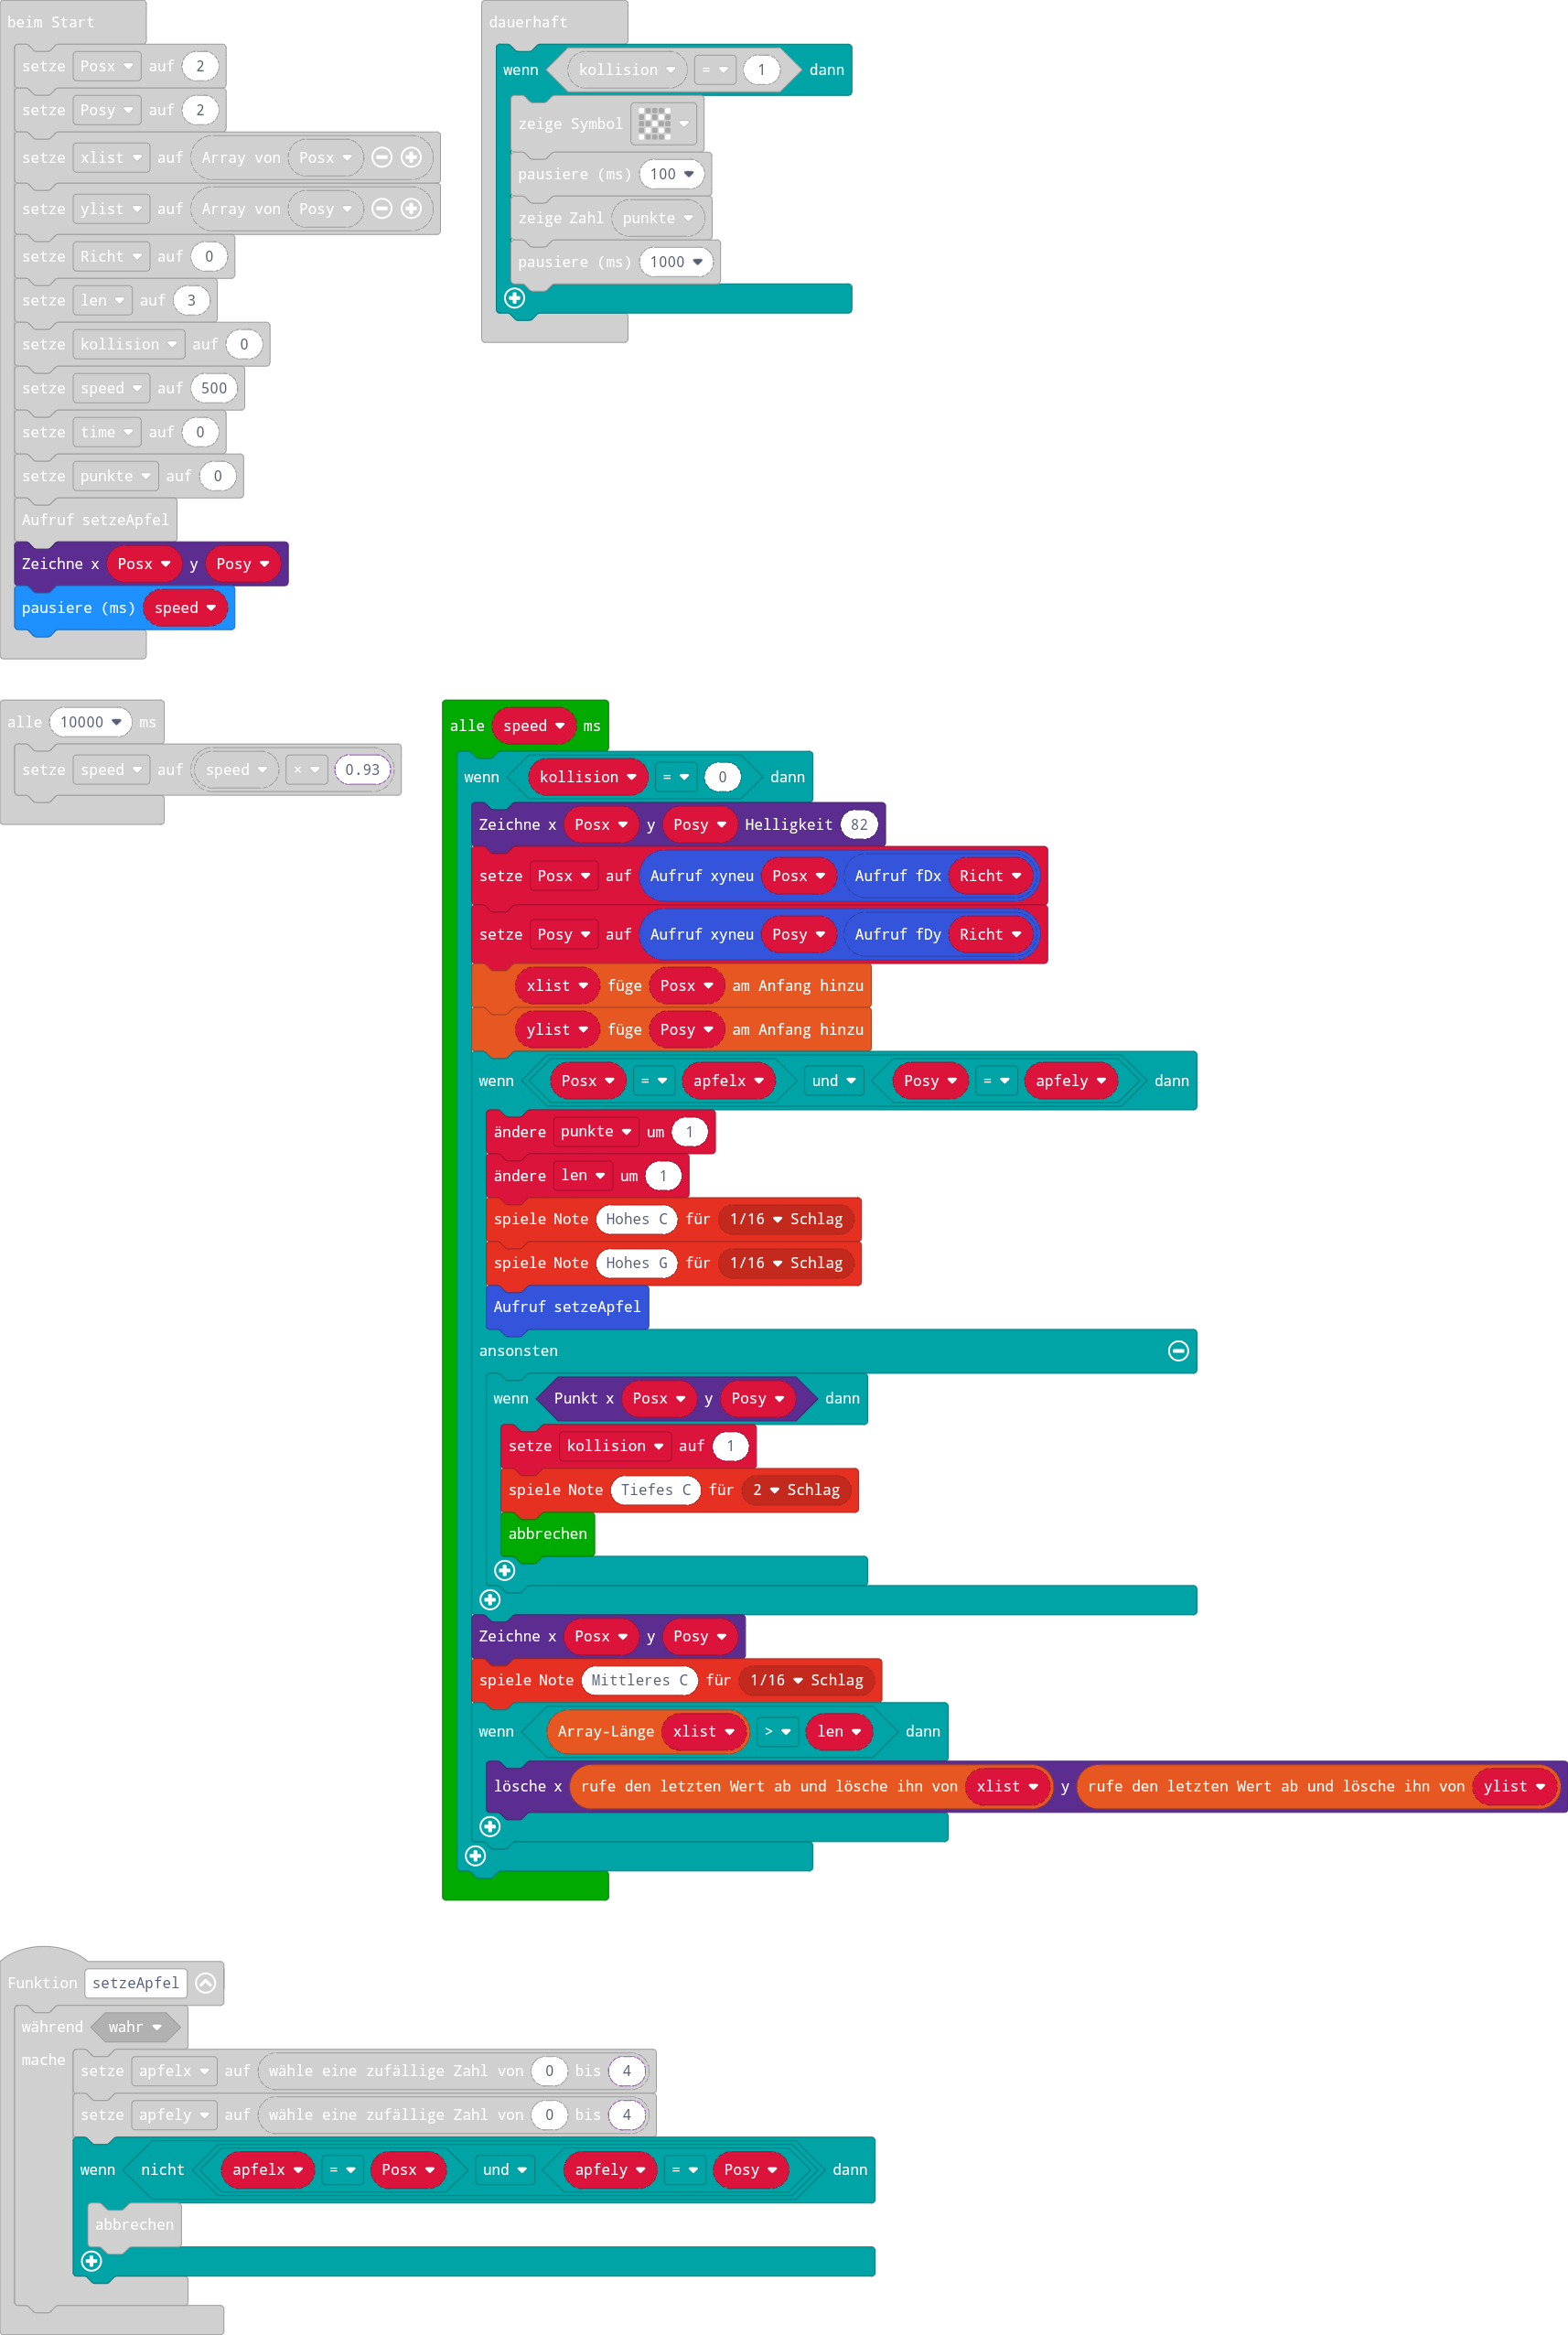 beim Start
setze Posx auf 2
setze Posy auf 2
setze xlist auf Array von Posx
setze ylist auf Array von Posy
setze Richt auf 0
setze len auf 3
setze kollision auf 0
setze speed auf 500
setze time auf 0
setze punkte auf 0
Aufruf setzeApfel
Zeichne x Posx y Posy
pausiere (ms) speed
dauerhaft
wenn kollision = 1 dann
zeige Symbol
pausiere (ms) 100
zeige Zahl punkte
pausiere (ms) 1000
alle 10000 ms
setze speed auf speed × 0.93
alle speed ms
wenn kollision = 0 dann
Zeichne x Posx y Posy Helligkeit 82
setze Posx auf Aufruf xyneu Posx Aufruf fDx Richt
setze Posy auf Aufruf xyneu Posy Aufruf fDy Richt
xlist füge Posx am Anfang hinzu
ylist füge Posy am Anfang hinzu
wenn Posx = apfelx und Posy = apfely dann
ändere punkte um 1
ändere len um 1
spiele Note Hohes C für 1/16 Schlag
spiele Note Hohes G für 1/16 Schlag
Aufruf setzeApfel
ansonsten
wenn Punkt x Posx y Posy dann
setze kollision auf 1
spiele Note Tiefes C für 2 Schlag
abbrechen
Zeichne x Posx y Posy
spiele Note Mittleres C für 1/16 Schlag
wenn Array-Länge xlist > len dann
lösche x rufe den letzten Wert ab und lösche ihn von xlist y rufe den letzten Wert ab und lösche ihn von ylist
Funktion setzeApfel
während wahr
mache
setze apfelx auf wähle eine zufällige Zahl von 0 bis 4
setze apfely auf wähle eine zufällige Zahl von 0 bis 4
wenn nicht apfelx = Posx und apfely = Posy dann
abbrechen